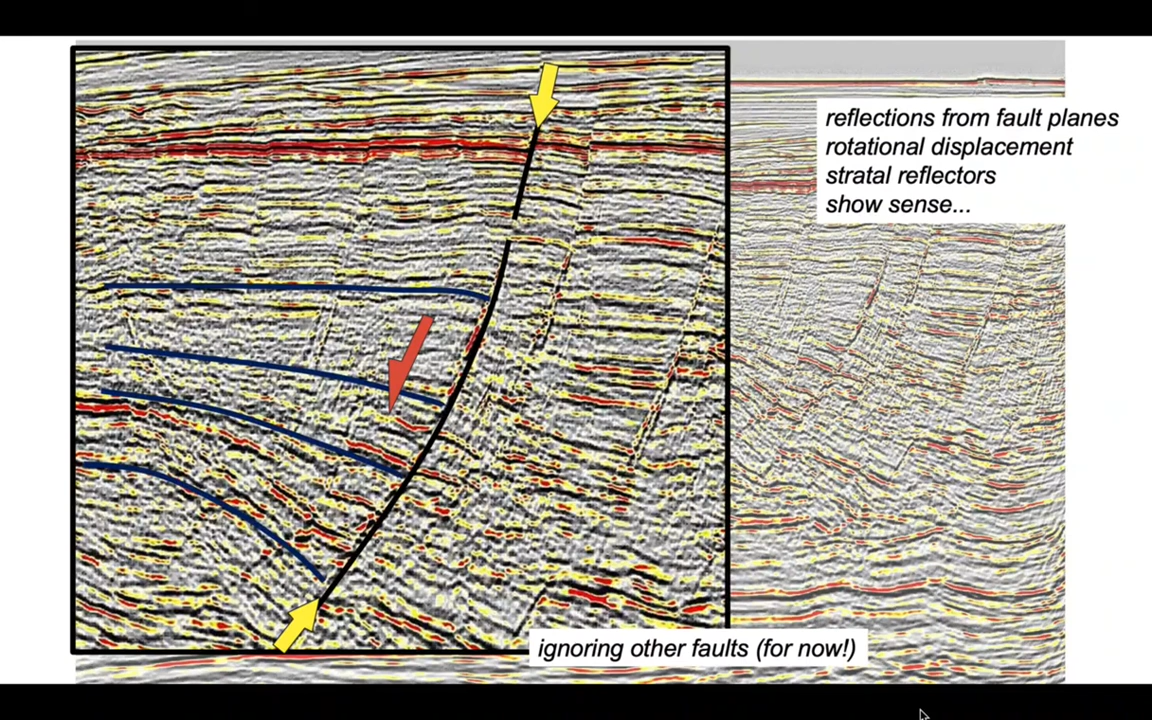 reflections from fault planes
rotational displacement
stratal reflectors
show sense...
ignoring other faults (for now!)